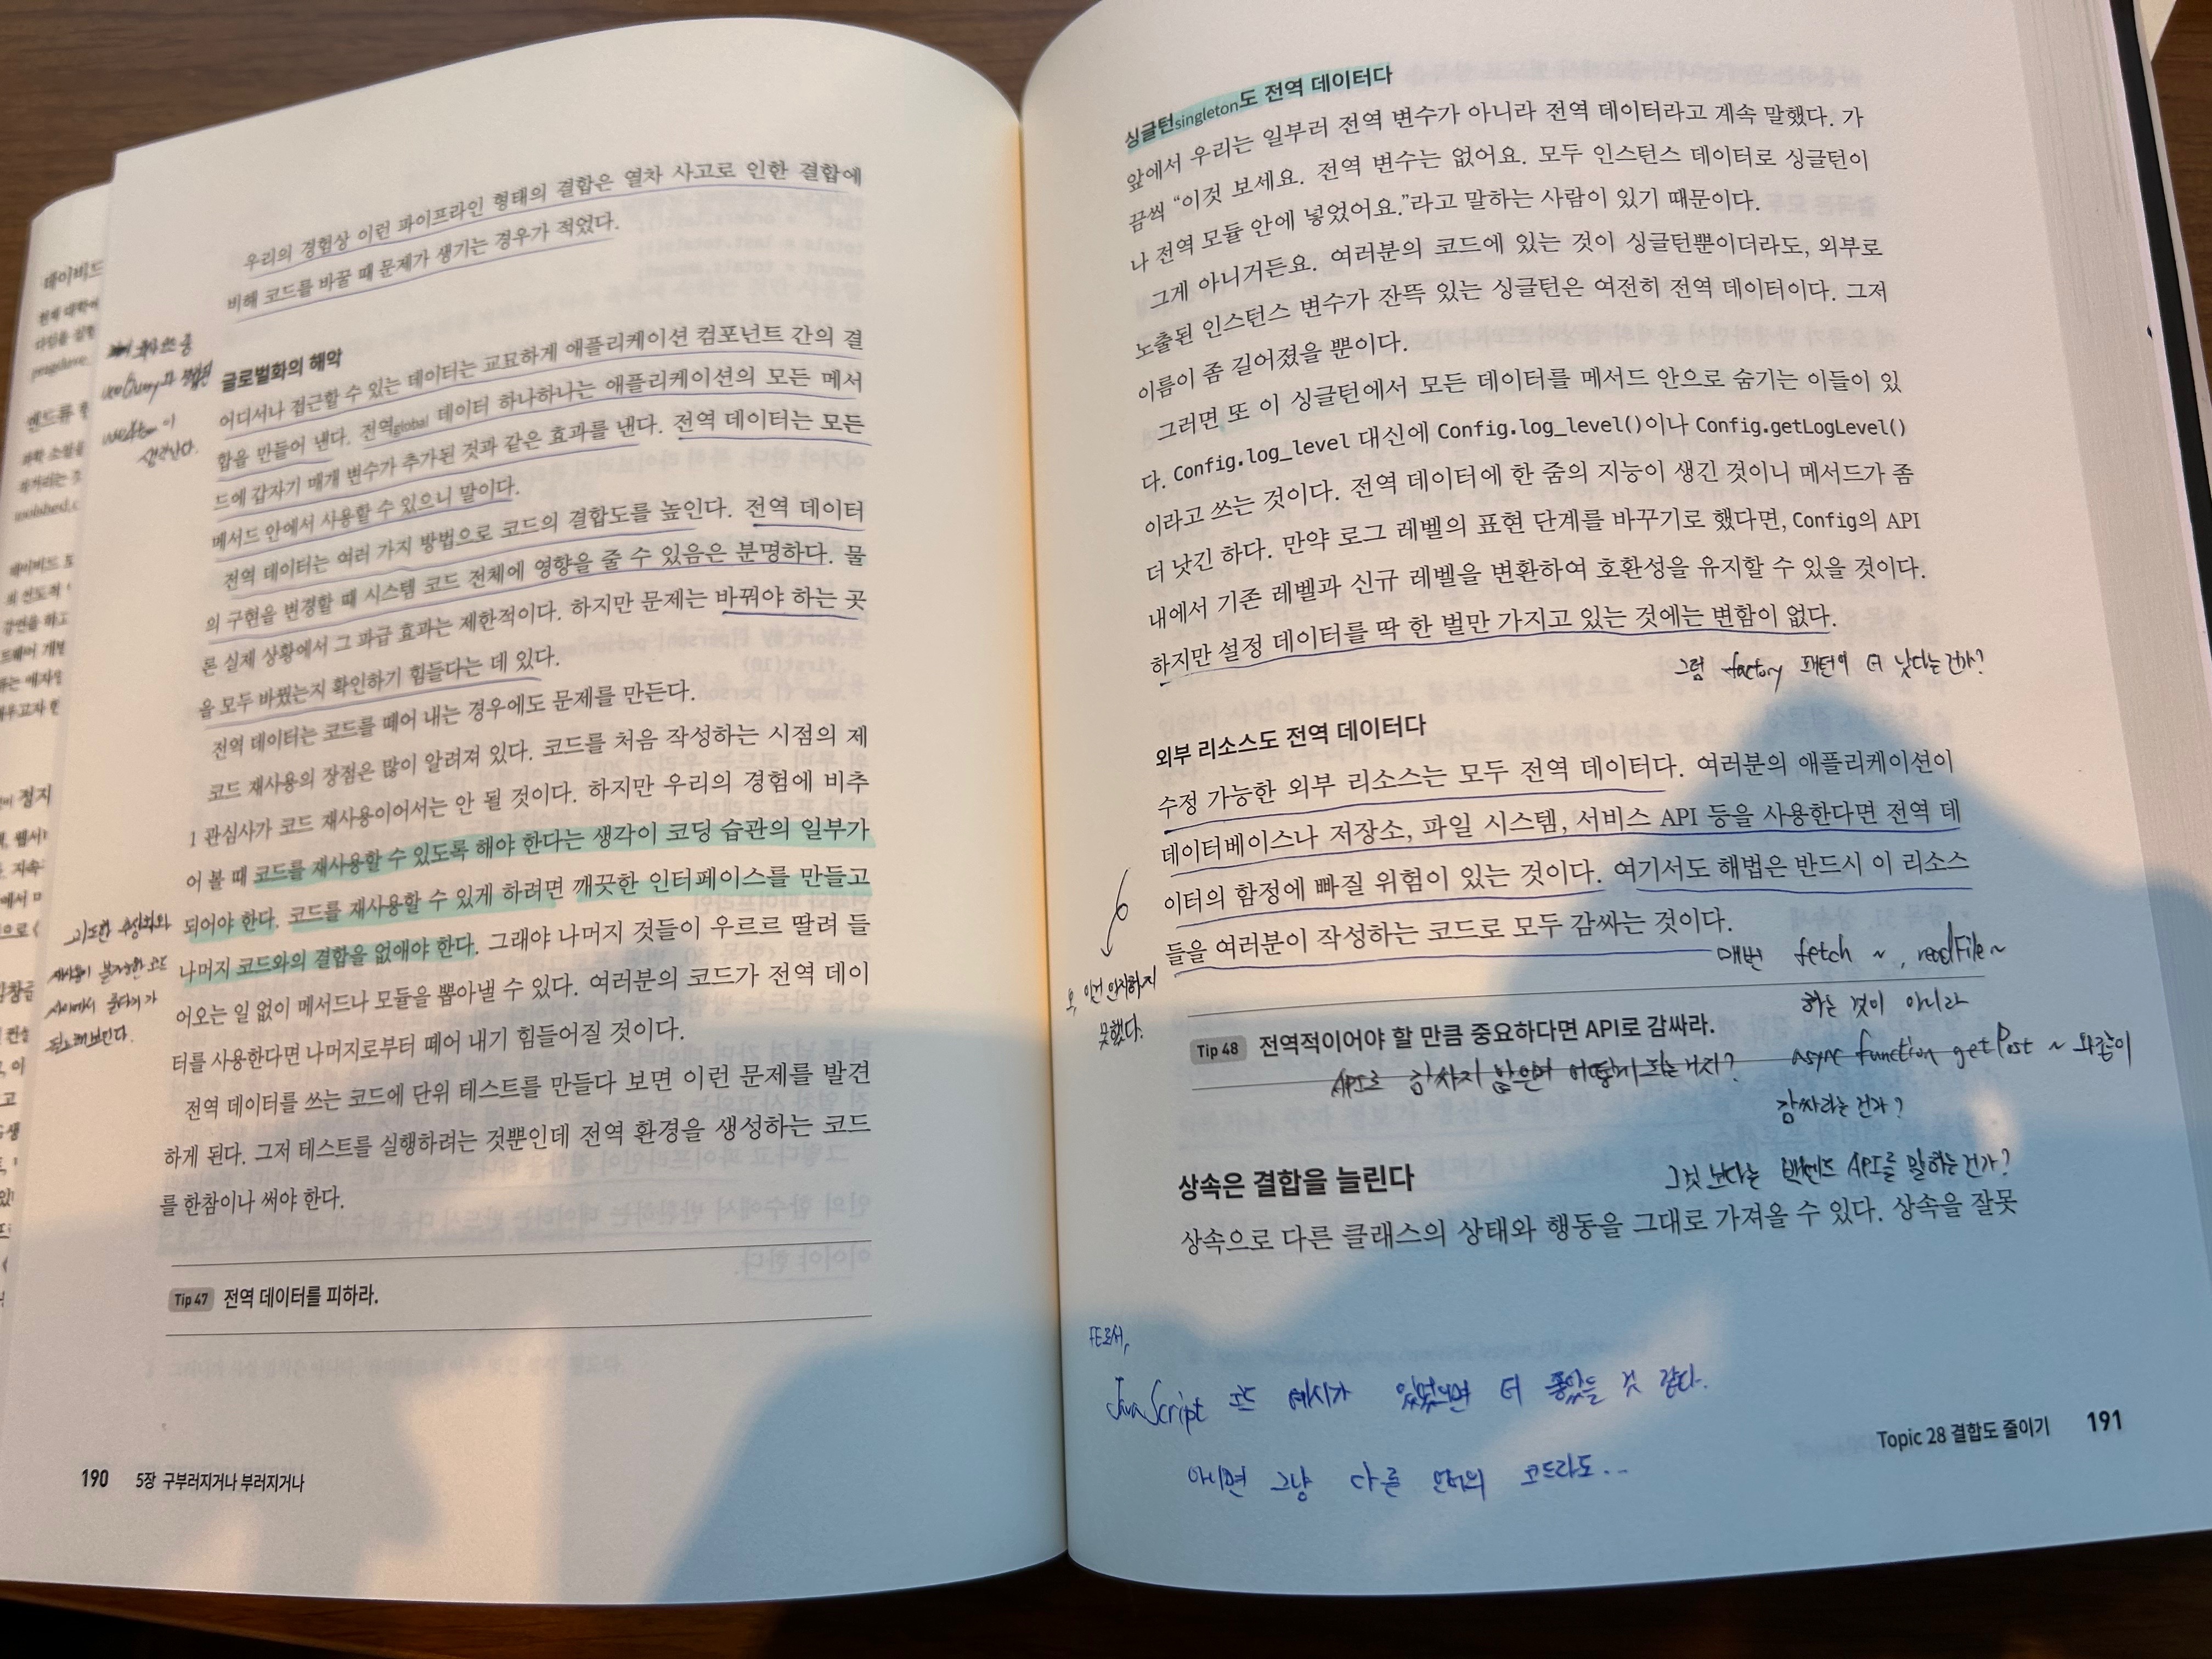 우리의 경험상 이런 파이프라인 형태의 결합은 열차 사고로 인한 결합에
비해 코드를 바꿀 때 문제가 생기는 경우가 적었다.
글로벌화의 해악
어디서나 접근할 수 있는 데이터는 교묘하게 애플리케이션 컴포넌트 간의 결
합을 만들어 낸다. 전역global 데이터 하나하나는 애플리케이션의 모든 메서
드에 갑자기 매개 변수가 추가된 것과 같은 효과를 낸다. 전역 데이터는 모든
메서드 안에서 사용할 수 있으니 말이다.
전역 데이터는 여러 가지 방법으로 코드의 결합도를 높인다. 전역 데이터
의 구현을 변경할 때 시스템 코드 전체에 영향을 줄 수 있음은 분명하다. 물
론 실제 상황에서 그 파급 효과는 제한적이다. 하지만 문제는 바꿔야 하는 곳
을 모두 바꿨는지 확인하기 힘들다는 데 있다.
전역 데이터는 코드를 떼어 내는 경우에도 문제를 만든다.
코드 재사용의 장점은 많이 알려져 있다. 코드를 처음 작성하는 시점의 제
1 관심사가 코드 재사용이어서는 안 될 것이다. 하지만 우리의 경험에 비추
어 볼 때 코드를 재사용할 수 있도록 해야 한다는 생각이 코딩 습관의 일부가
되어야 한다. 코드를 재사용할 수 있게 하려면 깨끗한 인터페이스를 만들고
나머지 코드와의 결합을 없애야 한다. 그래야 나머지 것들이 우르르 딸려 들
어오는 일 없이 메서드나 모듈을 뽑아낼 수 있다. 여러분의 코드가 전역 데이
터를 사용한다면 나머지로부터 떼어 내기 힘들어질 것이다.
전역 데이터를 쓰는 코드에 단위 테스트를 만들다 보면 이런 문제를 발견
하게 된다. 그저 테스트를 실행하려는 것뿐인데 전역 환경을 생성하는 코드
를 한참이나 써야 한다.
Tip 47 전역 데이터를 피하라.
190 5장 구부러지거나 부러지거나
싱글턴singleton도 전역 데이터다
앞에서 우리는 일부러 전역 변수가 아니라 전역 데이터라고 계속 말했다. 가
끔씩 “이것 보세요. 전역 변수는 없어요. 모두 인스턴스 데이터로 싱글턴이
나 전역 모듈 안에 넣었어요.”라고 말하는 사람이 있기 때문이다.
그게 아니거든요. 여러분의 코드에 있는 것이 싱글턴뿐이더라도, 외부로
노출된 인스턴스 변수가 잔뜩 있는 싱글턴은 여전히 전역 데이터이다. 그저
이름이 좀 길어졌을 뿐이다.
그러면 또 이 싱글턴에서 모든 데이터를 메서드 안으로 숨기는 이들이 있
다. Config.log_level 대신에 Config.log_level()이나 Config.getLogLevel()
이라고 쓰는 것이다. 전역 데이터에 한 줌의 지능이 생긴 것이니 메서드가 좀
더 낫긴 하다. 만약 로그 레벨의 표현 단계를 바꾸기로 했다면, Config의 API
내에서 기존 레벨과 신규 레벨을 변환하여 호환성을 유지할 수 있을 것이다.
하지만 설정 데이터를 딱 한 벌만 가지고 있는 것에는 변함이 없다.
그럼 factory 패턴이 더 낫다는건가?
외부 리소스도 전역 데이터다
수정 가능한 외부 리소스는 모두 전역 데이터다. 여러분의 애플리케이션이
데이터베이스나 저장소, 파일 시스템, 서비스 API 등을 사용한다면 전역 데
이터의 함정에 빠질 위험이 있는 것이다. 여기서도 해법은 반드시 이 리소스
들을 여러분이 작성하는 코드로 모두 감싸는 것이다.
오, 이건 인지하지
못했다.
매번 fetch ~, readFile~
하는 것이 아니라
async function getPost ~ 와같이
감싸라는건가?
Tip 48 전역적이어야 할 만큼 중요하다면 API로 감싸라.
API로 감싸지 않으면 어떻게 되는거지?
그것 보다는 백엔드 API를 말하는건가?
상속은 결합을 늘린다
상속으로 다른 클래스의 상태와 행동을 그대로 가져올 수 있다. 상속을 잘못
FE로서,
JavaScript 코드 예시가 있었으면 더 좋았을 것 같다.
아니면 그냥 다른 언어의 코드라도...
Topic 28 결합도 줄이기 191